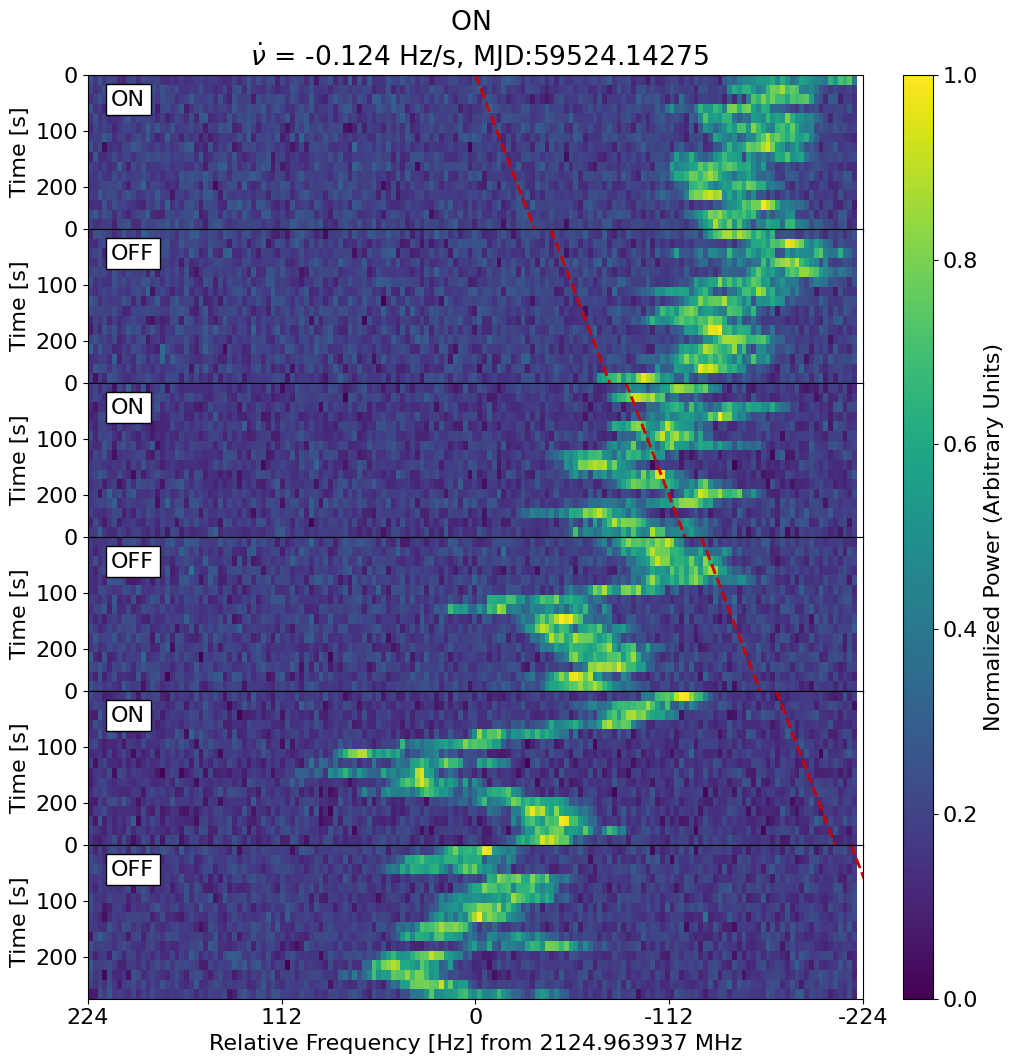 ON
ν̇ = -0.124 Hz/s, MJD:59524.14275
0
ON
100
Time [s]
200
0
OFF
100
Time [s]
200
0
ON
100
Time [s]
200
0
OFF
100
Time [s]
200
0
ON
100
Time [s]
200
0
OFF
100
Time [s]
200
224 112 0 -112 -224
Relative Frequency [Hz] from 2124.963937 MHz
1.0
0.8
0.6
0.4
0.2
0.0
Normalized Power (Arbitrary Units)